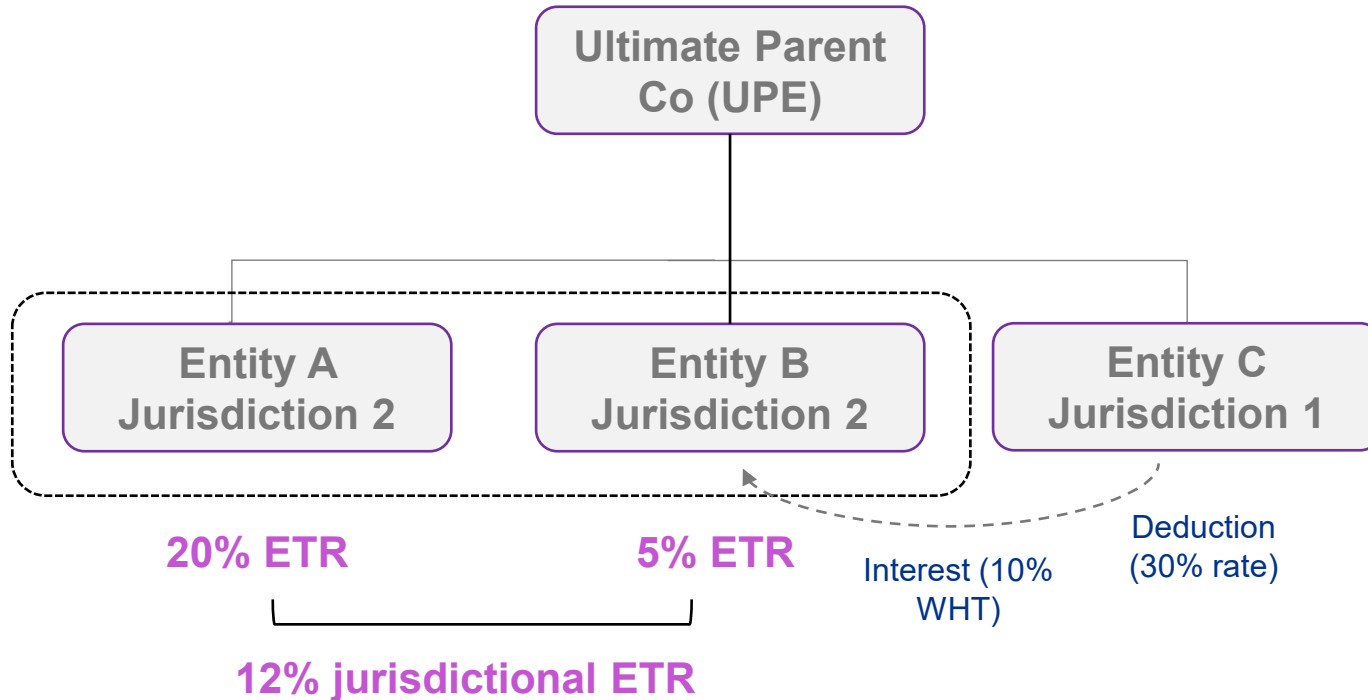 Ultimate Parent
Co (UPE)
Entity A
Jurisdiction 2
Entity B
Jurisdiction 2
Entity C
Jurisdiction 1
20% ETR
5% ETR
Interest (10%
WHT)
Deduction
(30% rate)
12% jurisdictional ETR